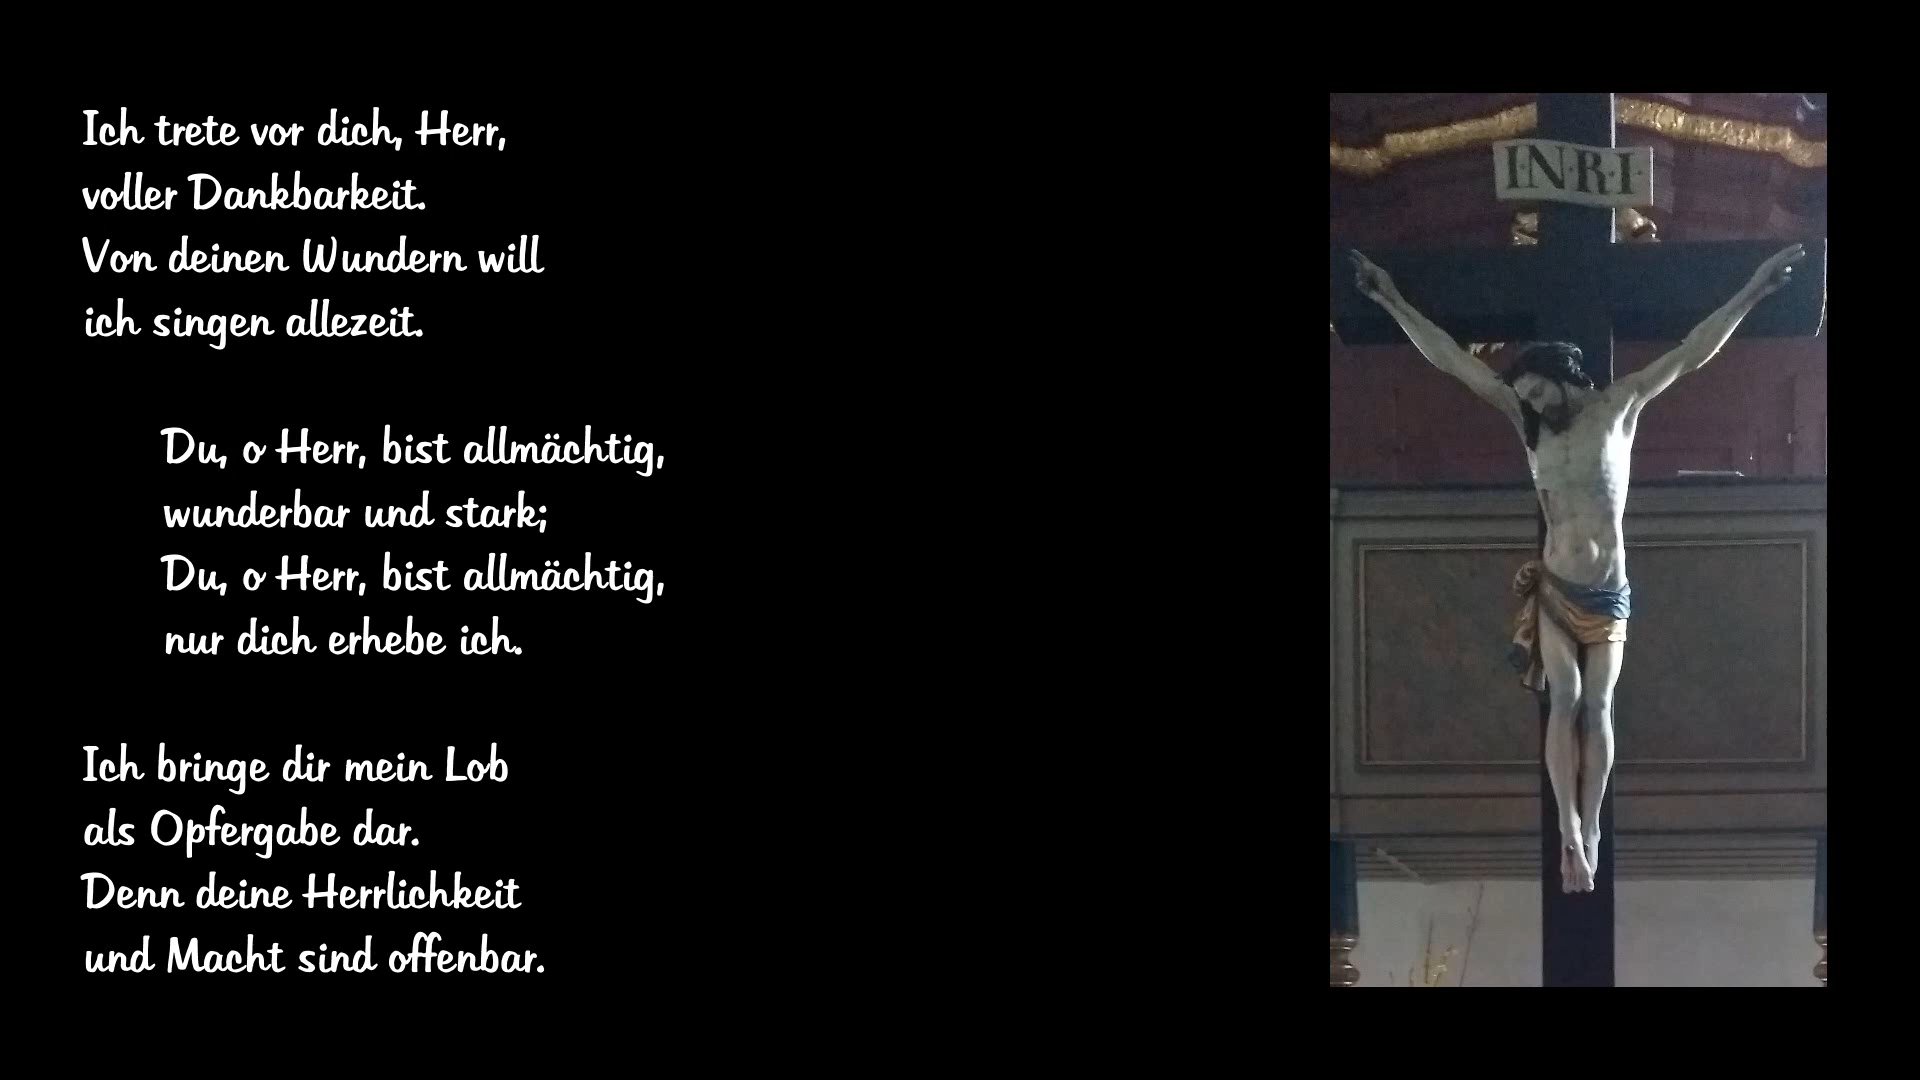 Ich trete vor dich, Herr,
voller Dankbarkeit.
Von deinen Wundern will
ich singen allezeit.
Du, o Herr, bist allmächtig,
wunderbar und stark;
Du, o Herr, bist allmächtig,
nur dich erhebe ich.
Ich bringe dir mein Lob
als Opfergabe dar.
Denn deine Herrlichkeit
und Macht sind offenbar.
I·N·R·I·